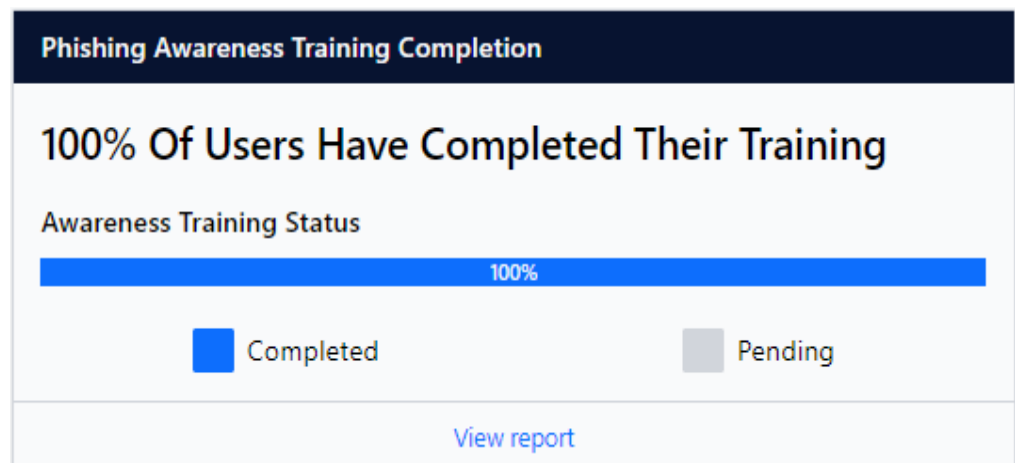 Phishing Awareness Training Completion
100% Of Users Have Completed Their Training
Awareness Training Status
100%
Completed
Pending
View report